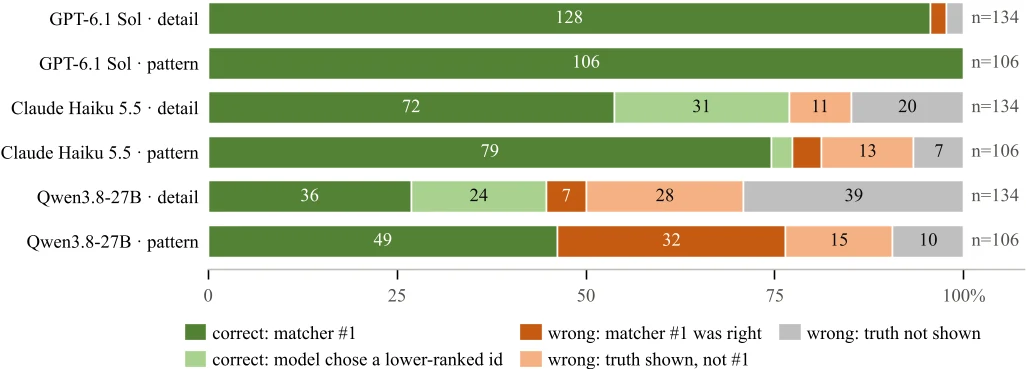 GPT-6.1 Sol · detail 128 n=134
GPT-6.1 Sol · pattern 106 n=106
Claude Haiku 5.5 · detail 72 31 11 20 n=134
Claude Haiku 5.5 · pattern 79 13 7 n=106
Qwen3.8-27B · detail 36 24 7 28 39 n=134
Qwen3.8-27B · pattern 49 32 15 10 n=106
0 25 50 75 100%
correct: matcher #1 wrong: matcher #1 was right wrong: truth not shown
correct: model chose a lower-ranked id wrong: truth shown, not #1